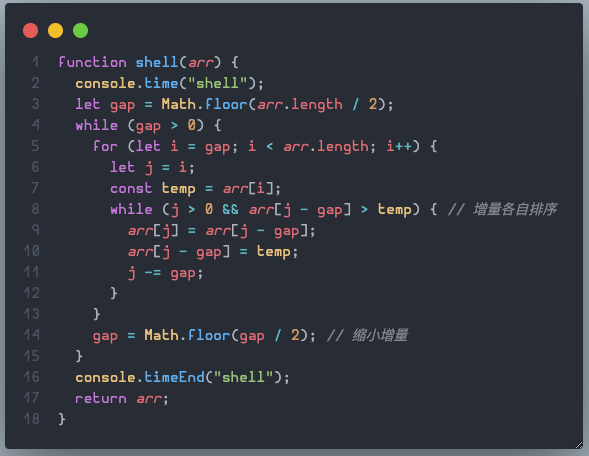 1 function shell(arr) {
2   console.time("shell");
3   let gap = Math.floor(arr.length / 2);
4   while (gap > 0) {
5     for (let i = gap; i < arr.length; i++) {
6       let j = i;
7       const temp = arr[i];
8       while (j > 0 && arr[j - gap] > temp) { // 增量各自排序
9         arr[j] = arr[j - gap];
10         arr[j - gap] = temp;
11         j -= gap;
12       }
13     }
14     gap = Math.floor(gap / 2); // 缩小增量
15   }
16   console.timeEnd("shell");
17   return arr;
18 }